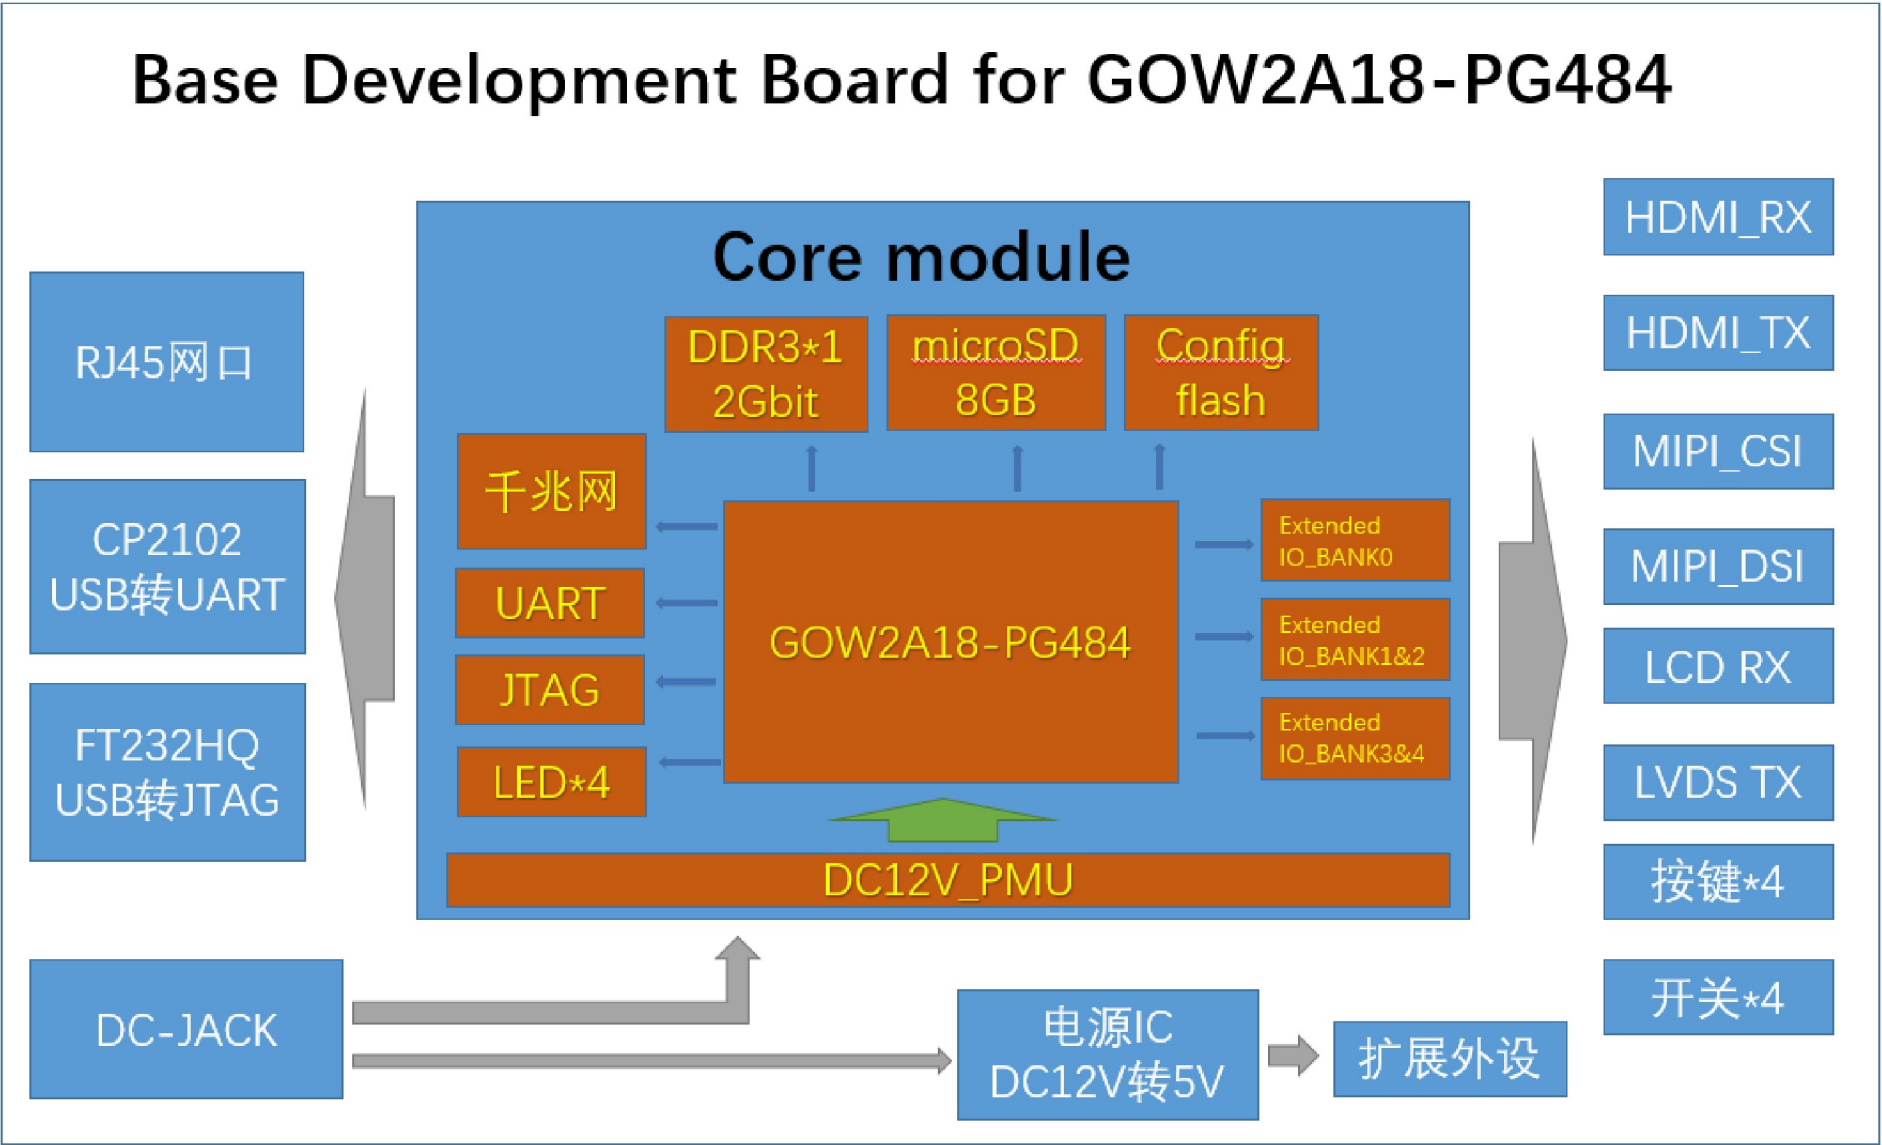 Base Development Board for GOW2A18-PG484
Core module
RJ45网口
CP2102
USB转UART
FT232HQ
USB转JTAG
DC-JACK
DDR3*1
2Gbit
microSD
8GB
Config
flash
千兆网
UART
JTAG
LED*4
GOW2A18-PG484
Extended
IO_BANK0
Extended
IO_BANK1&2
Extended
IO_BANK3&4
DC12V_PMU
电源IC
DC12V转5V
扩展外设
HDMI_RX
HDMI_TX
MIPI_CSI
MIPI_DSI
LCD RX
LVDS TX
按键*4
开关*4